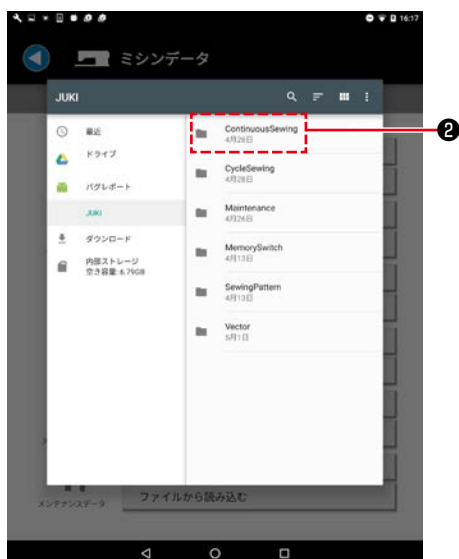 16:17
ミシンデータ
JUKI
最近
ドライブ
バグレポート
JUKI
ダウンロード
内部ストレージ
空き容量: 6.79GB
ContinuousSewing
4月28日
CycleSewing
4月28日
Maintenance
4月26日
MemorySwitch
4月13日
SewingPattern
4月13日
Vector
5月1日
❷
メンテナンスデータ
ファイルから読み込む